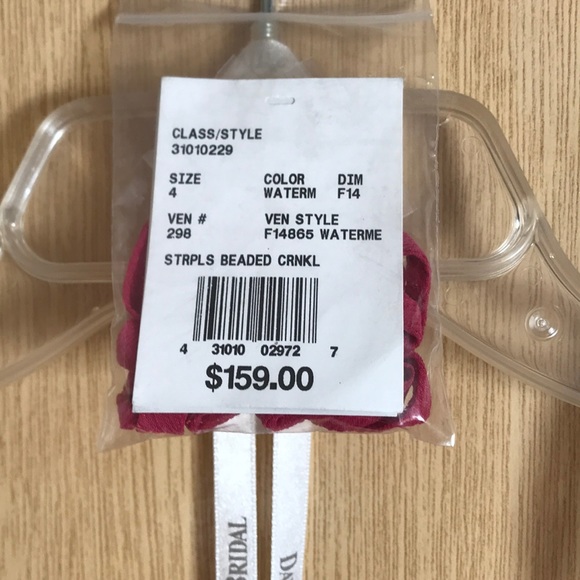 CLASS/STYLE
31010229
SIZE COLOR DIM
4 WATERM F14
VEN # VEN STYLE
298 F14865 WATERME
STRPLS BEADED CRNKL
4 31010 02972 7
$159.00
BRIDAL